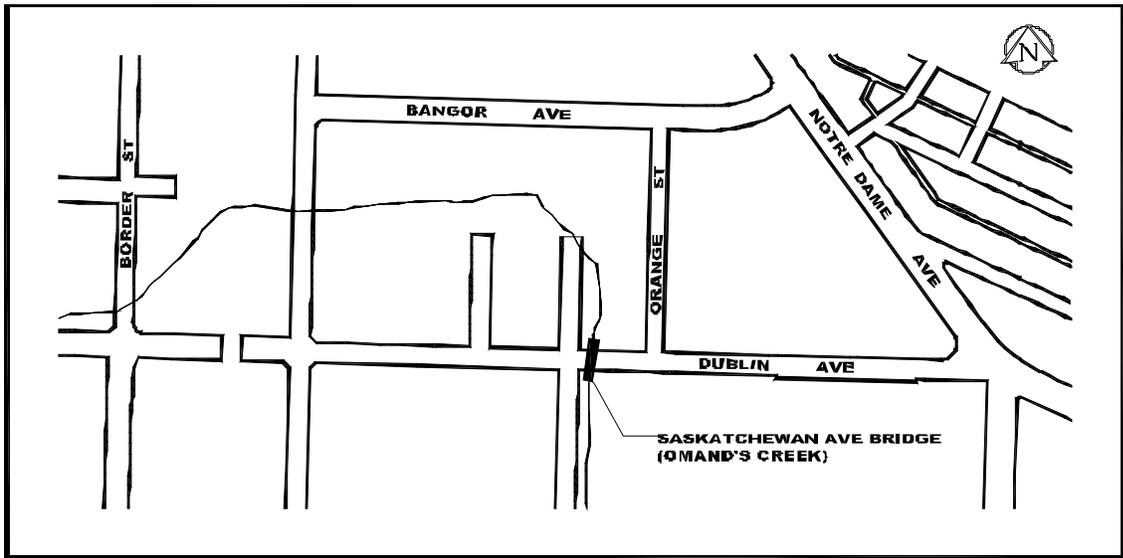 N
BANGOR AVE
NOTRE DAME AVE
BORDER ST
ORANGE ST
DUBLIN AVE
SASKATCHEWAN AVE BRIDGE
(OMAND'S CREEK)